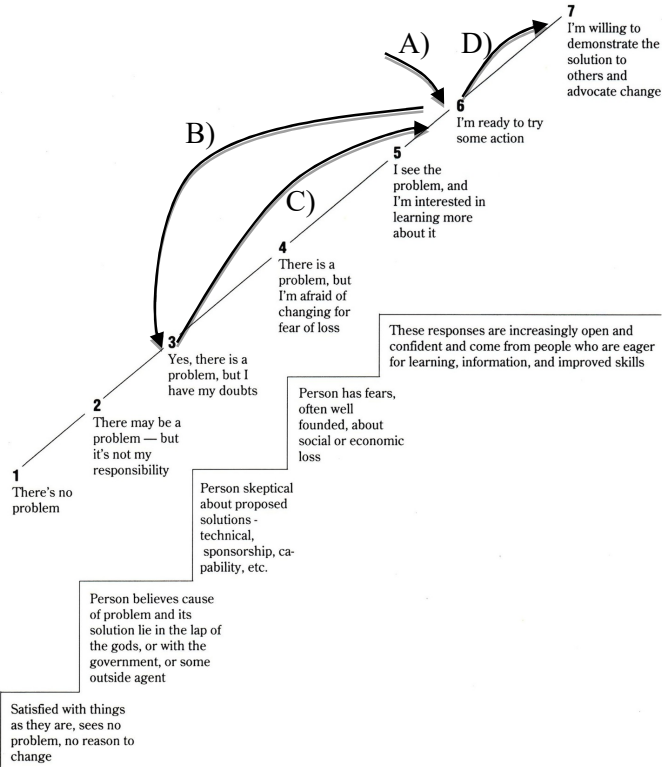 7
I'm willing to
demonstrate the
solution to
others and
advocate change
A)
D)
6
I'm ready to try
some action
B)
5
I see the
problem, and
I'm interested in
learning more
about it
C)
4
There is a
problem, but
I'm afraid of
changing for
fear of loss
3
Yes, there is a
problem, but I
have my doubts
2
There may be a
problem — but
it's not my
responsibility
1
There's no
problem
These responses are increasingly open and
confident and come from people who are eager
for learning, information, and improved skills
Person has fears,
often well
founded, about
social or economic
loss
Person skeptical
about proposed
solutions -
technical,
sponsorship, ca-
pability, etc.
Person believes cause
of problem and its
solution lie in the lap of
the gods, or with the
government, or some
outside agent
Satisfied with things
as they are, sees no
problem, no reason to
change